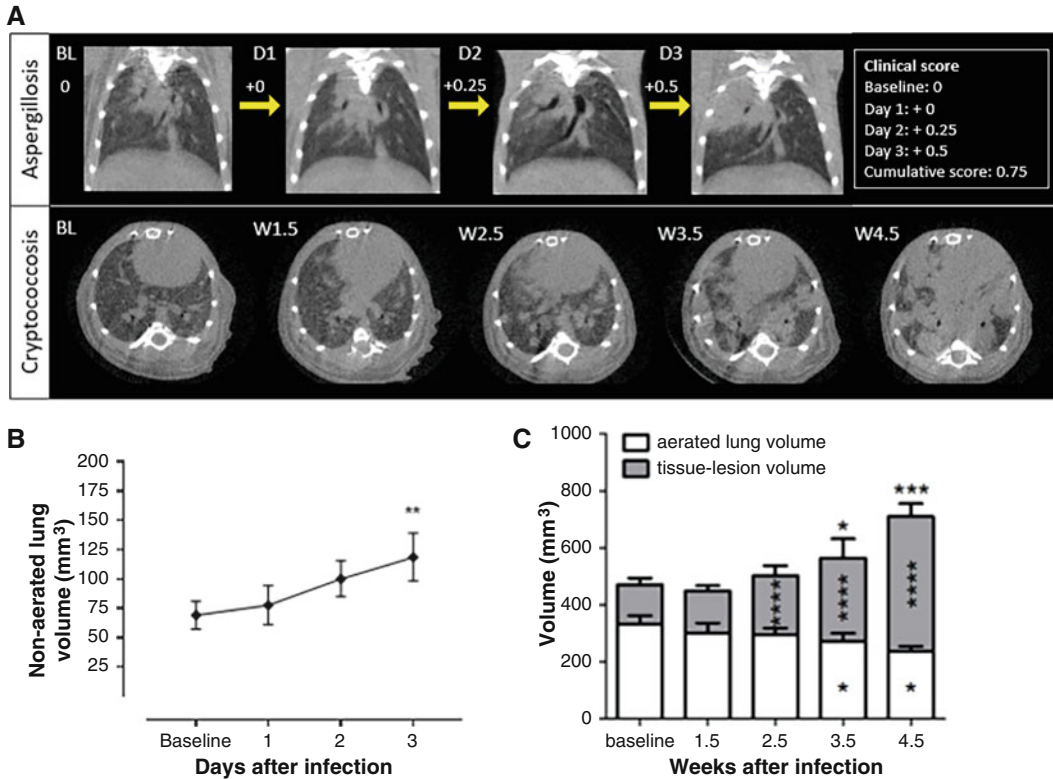 A
Aspergillosis
BL
0
D1
+0
D2
+0.25
D3
+0.5
Clinical score
Baseline: 0
Day 1: + 0
Day 2: + 0.25
Day 3: + 0.5
Cumulative score: 0.75
Cryptococcosis
BL
W1.5
W2.5
W3.5
W4.5
B
Non-aerated lung
volume (mm³)
200
175
150
125
100
75
50
25
**
Baseline 1 2 3
Days after infection
C
Volume (mm³)
1000
800
600
400
200
0
aerated lung volume
tissue-lesion volume
****
*
****
*
***
****
*
baseline 1.5 2.5 3.5 4.5
Weeks after infection